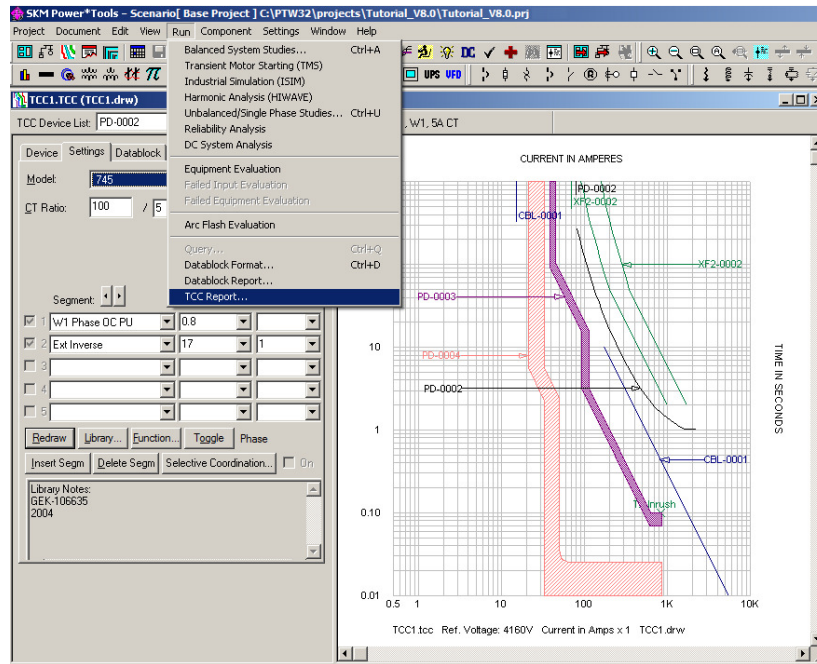 SKM Power*Tools - Scenario[ Base Project ] C:\PTW32\projects\Tutorial_V8.0\Tutorial_V8.0.prj
Project Document Edit View Run Component Settings Window Help
Balanced System Studies... Ctrl+A
Transient Motor Starting (TMS)
Industrial Simulation (ISIM)
Harmonic Analysis (HIWAVE)
Unbalanced/Single Phase Studies... Ctrl+U
Reliability Analysis
DC System Analysis
Equipment Evaluation
Failed Input Evaluation
Failed Equipment Evaluation
Arc Flash Evaluation
Query... Ctrl+Q
Datablock Format... Ctrl+D
Datablock Report...
TCC Report...
DC
UPS VFD
TCC1.TCC (TCC1.drw)
TCC Device List: PD-0002
, W1, 5A CT
Device Settings Datablock
Model: 745
CT Ratio: 100 / 5
Segment:
1 W1 Phase OC PU 0.8
2 Ext Inverse 17 1
3
4
5
Redraw Library... Function... Toggle Phase
Insert Segm Delete Segm Selective Coordination... On
Library Notes:
GEK-106635
2004
CURRENT IN AMPERES
PD-0002
XF2-0002
CBL-0001
XF2-0002
PD-0003
10
PD-0004
PD-0002
TIME IN SECONDS
1
CBL-0001
0.10
0.01
0.5 1 10 100 1K 10K
TCC1.tcc Ref. Voltage: 4160V Current in Amps x 1 TCC1.drw